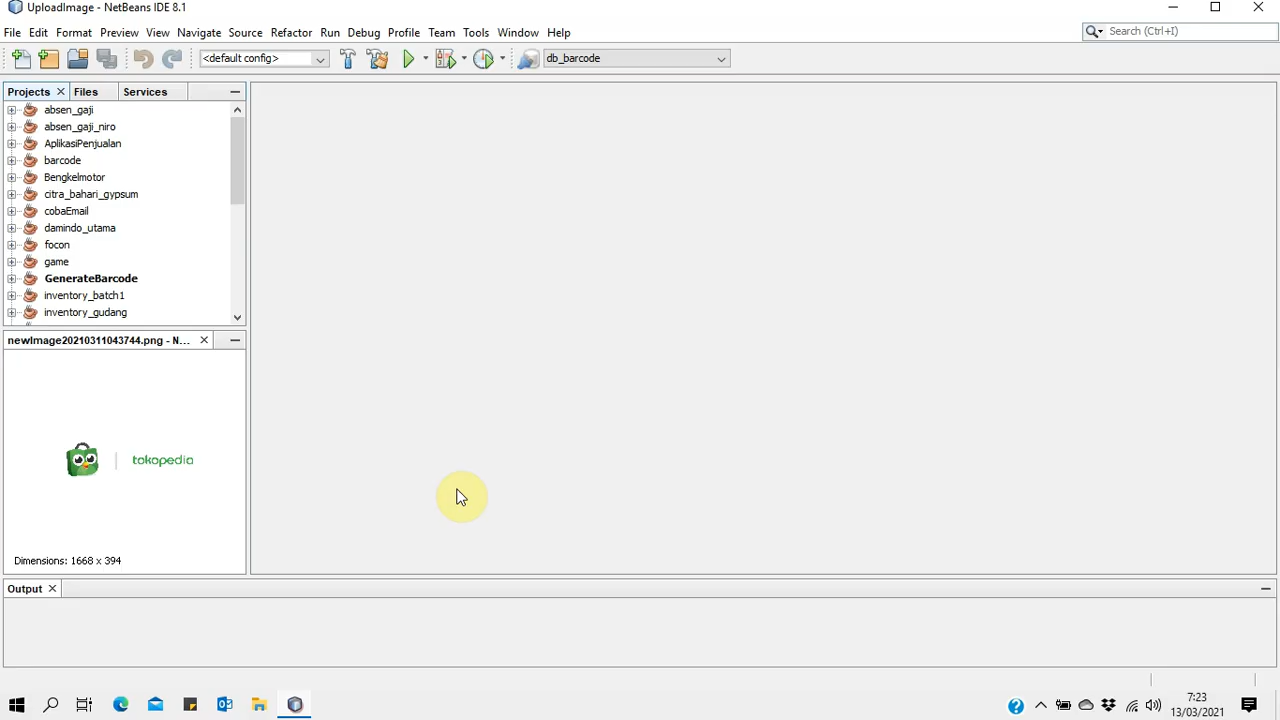 UploadImage - NetBeans IDE 8.1
File Edit Format Preview View Navigate Source Refactor Run Debug Profile Team Tools Window Help
Search (Ctrl+I)
<default config>
db_barcode
Projects Files Services
absen_gaji
absen_gaji_niro
AplikasiPenjualan
barcode
Bengkelmotor
citra_bahari_gypsum
cobaEmail
damindo_utama
focon
game
GenerateBarcode
inventory_batch1
inventory_gudang
newImage20210311043744.png - N...
tokopedia
Dimensions: 1668 x 394
Output
7:23
13/03/2021